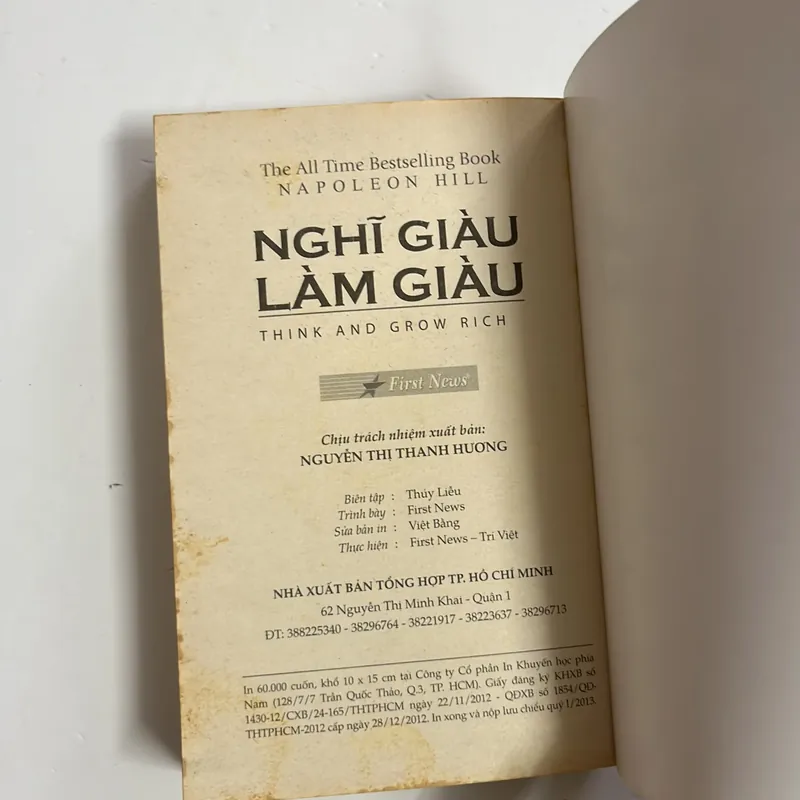 The All Time Bestselling Book
NAPOLEON HILL
NGHĨ GIÀU
LÀM GIÀU
THINK AND GROW RICH
First News®
Chịu trách nhiệm xuất bản:
NGUYỄN THỊ THANH HƯƠNG
Biên tập : Thúy Liễu
Trình bày : First News
Sửa bản in : Việt Bằng
Thực hiện : First News – Trí Việt
NHÀ XUẤT BẢN TỔNG HỢP TP. HỒ CHÍ MINH
62 Nguyễn Thị Minh Khai - Quận 1
ĐT: 388225340 - 38296764 - 38221917 - 38223637 - 38296713
In 60.000 cuốn, khổ 10 x 15 cm tại Công ty Cổ phần In Khuyến học phía
Nam (128/7/7 Trần Quốc Thảo, Q.3, TP. HCM). Giấy đăng ký KHXB số
1430-12/CXB/24-165/THTPHCM ngày 22/11/2012 - QĐXB số 1854/QĐ-
THTPHCM-2012 cấp ngày 28/12/2012. In xong và nộp lưu chiểu quý 1/2013.